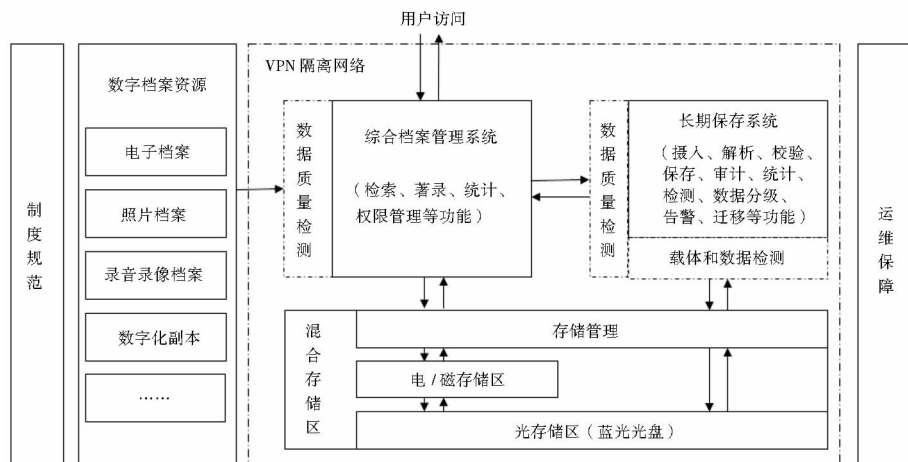 用户访问
制度规范
数字档案资源
电子档案
照片档案
录音录像档案
数字化副本
……
VPN 隔离网络
数据质量检测
综合档案管理系统
（检索、著录、统计、
权限管理等功能）
数据质量检测
长期保存系统
（摄入、解析、校验、
保存、审计、统计、
检测、数据分级、
告警、迁移等功能）
载体和数据检测
混合存储区
存储管理
电 / 磁存储区
光存储区（蓝光光盘）
运维保障